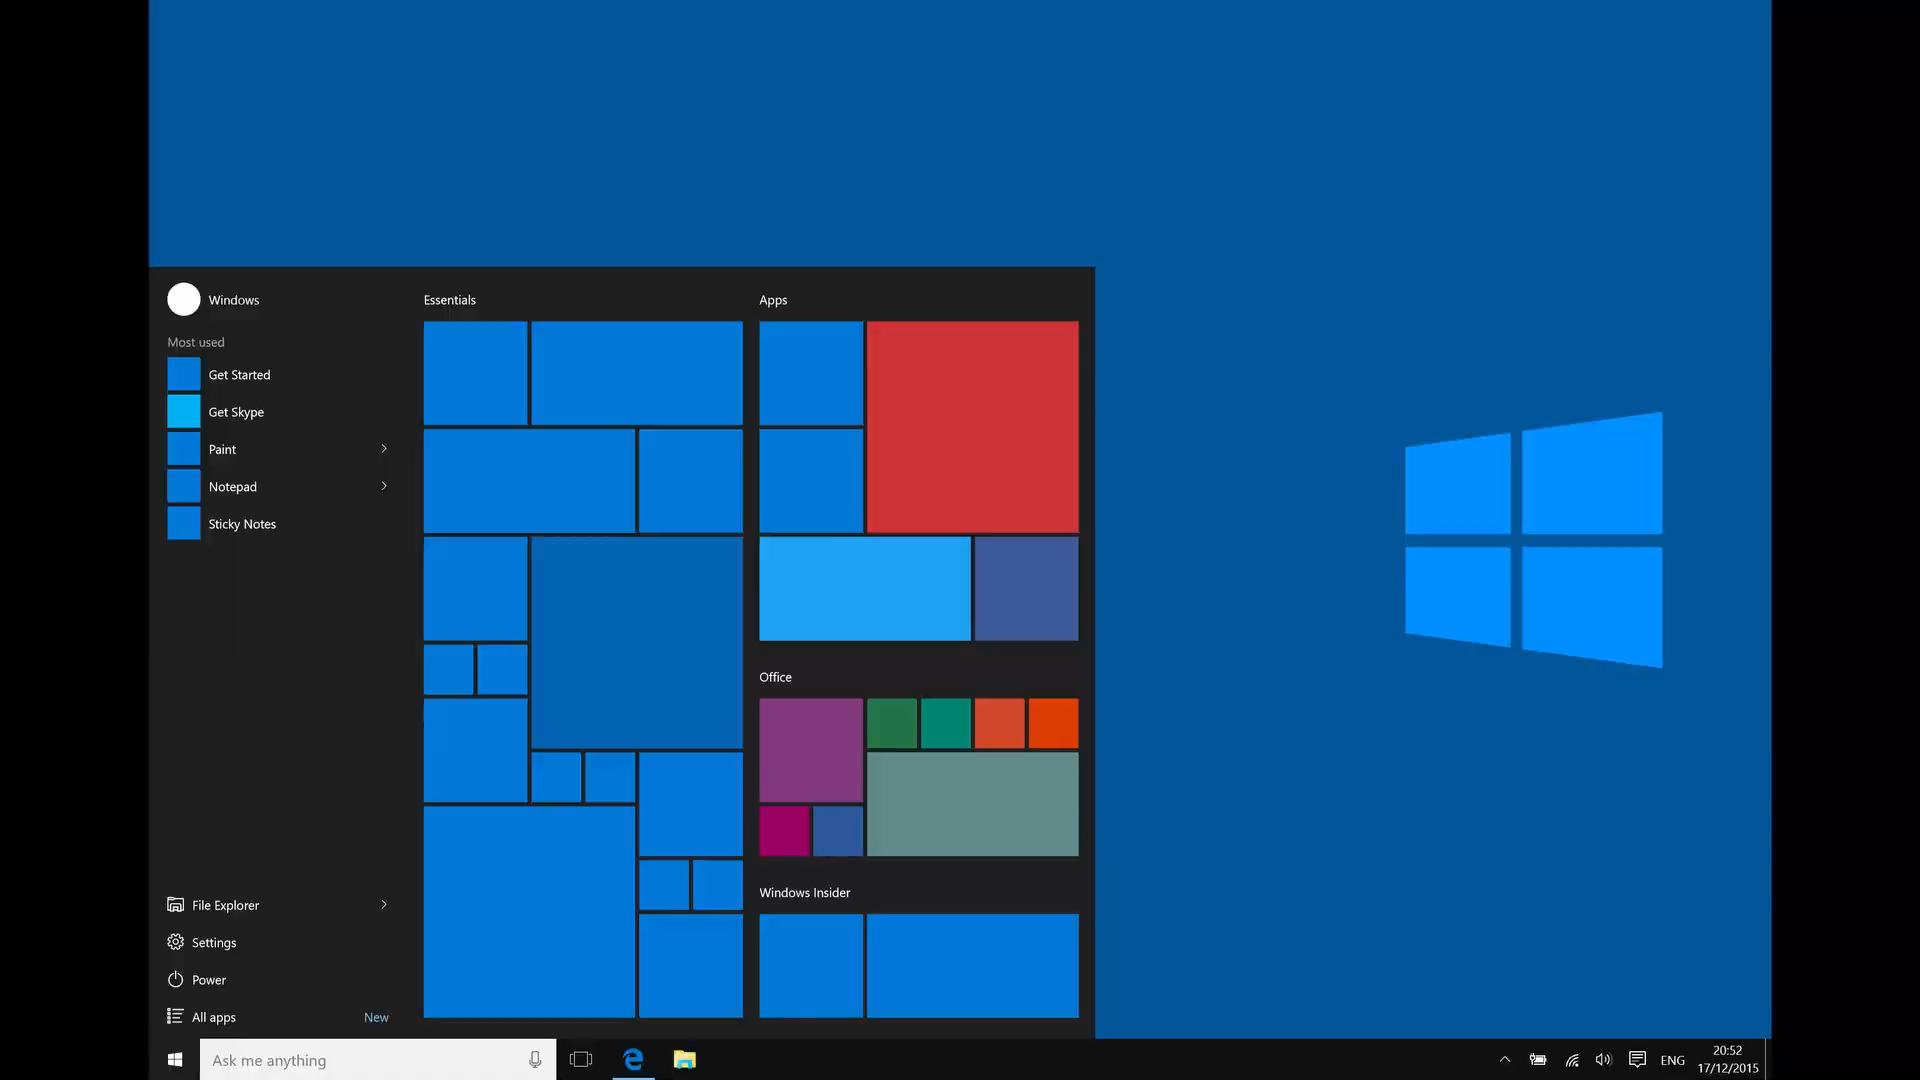 Windows
Most used
Get Started
Get Skype
Paint
Notepad
Sticky Notes
File Explorer
Settings
Power
All apps
New
Essentials
Apps
Office
Windows Insider
Ask me anything
ENG
20:52
17/12/2015